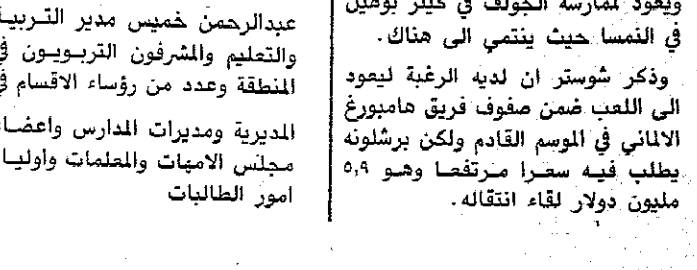 ويعود لممارسة الجولف في كيتز بوهيل
في النمسا حيث ينتمي الى هناك.
وذكر شوستر ان لديه الرغبة ليعود
الى اللعب ضمن صفوف فريق هامبورغ
الالماني في الموسم القادم ولكن برشلونه
يطلب فيه سعرا مرتفعا وهو ٥,٩
مليون دولار لقاء انتقاله.
عبدالرحمن خميس مدير التربية
والتعليم والمشرفون التربويون في
المنطقة وعدد من رؤساء الاقسام في
المديرية ومديرات المدارس واعضاء
مجلس الامهات والمعلمات واوليا
امور الطالبات